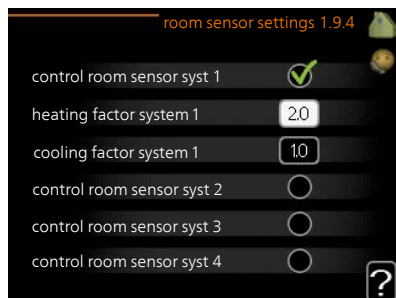 room sensor settings 1.9.4
control room sensor syst 1
heating factor system 1 2.0
cooling factor system 1 1.0
control room sensor syst 2
control room sensor syst 3
control room sensor syst 4
?